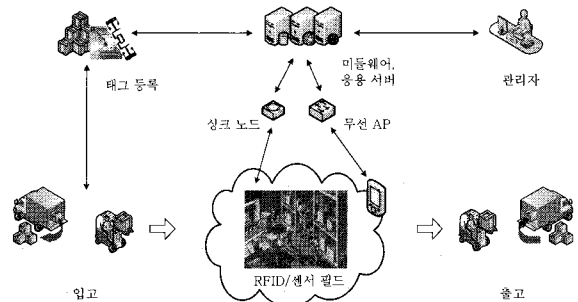 태그 등록
미들웨어,
응용 서버
관리자
싱크 노드
무선 AP
RFID/센서 필드
입고
출고